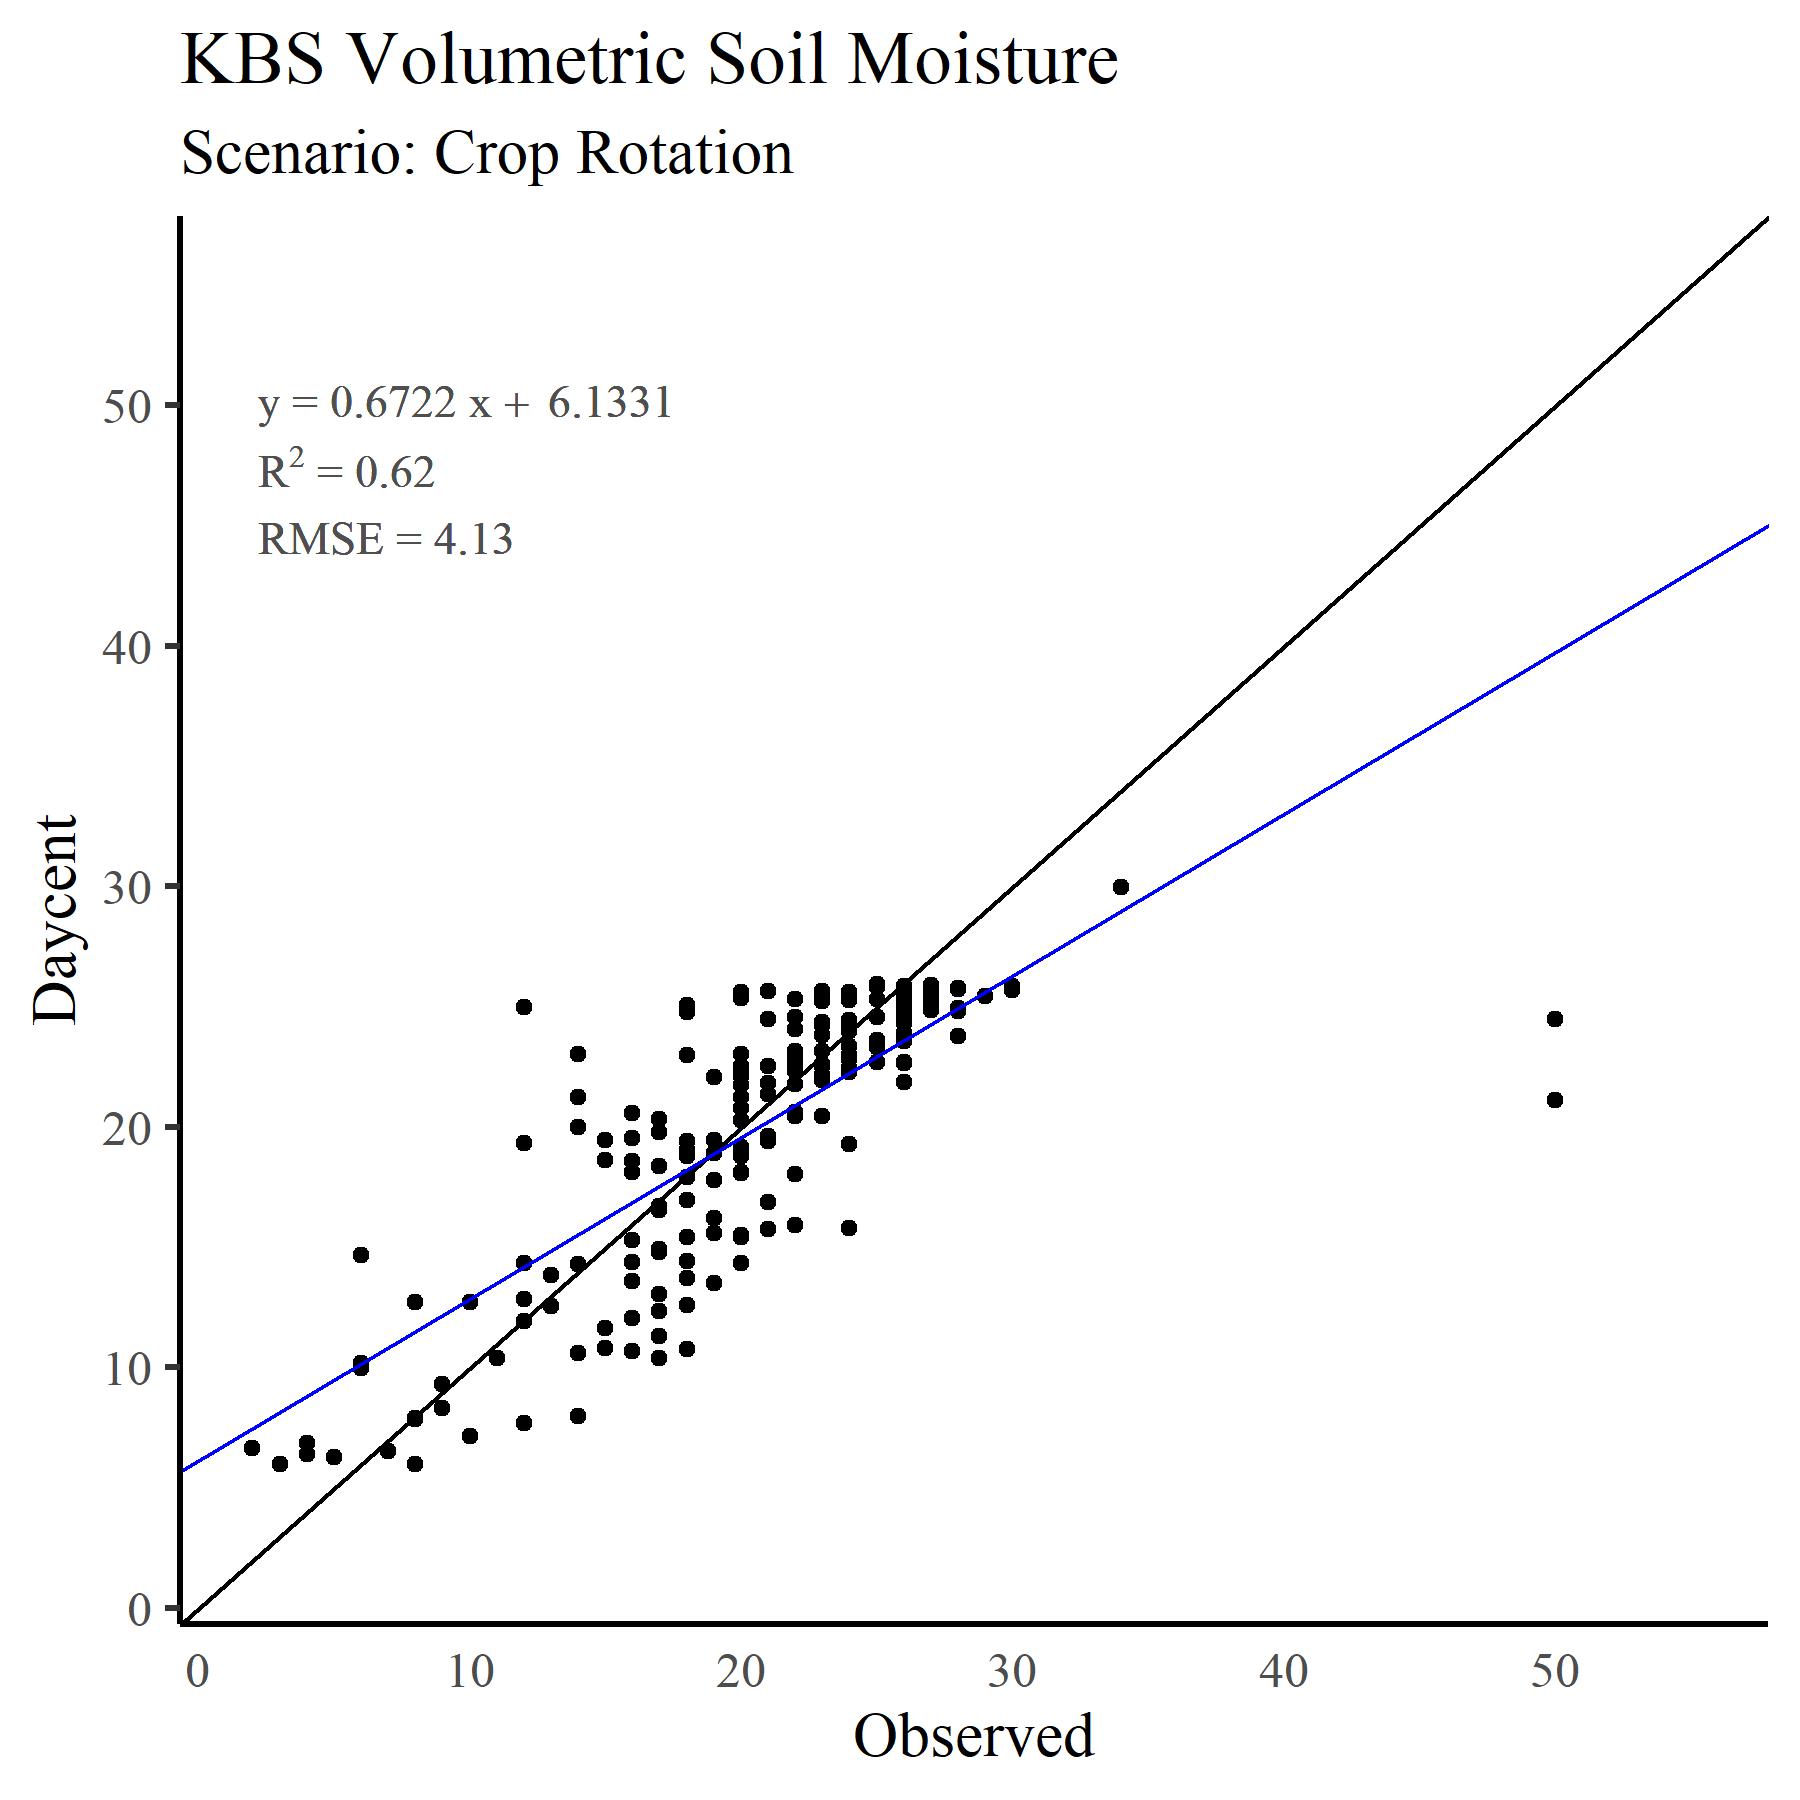 KBS Volumetric Soil Moisture
Scenario: Crop Rotation
y = 0.6722 x + 6.1331
R² = 0.62
RMSE = 4.13
50
40
30
20
10
0
Daycent
0 10 20 30 40 50
Observed